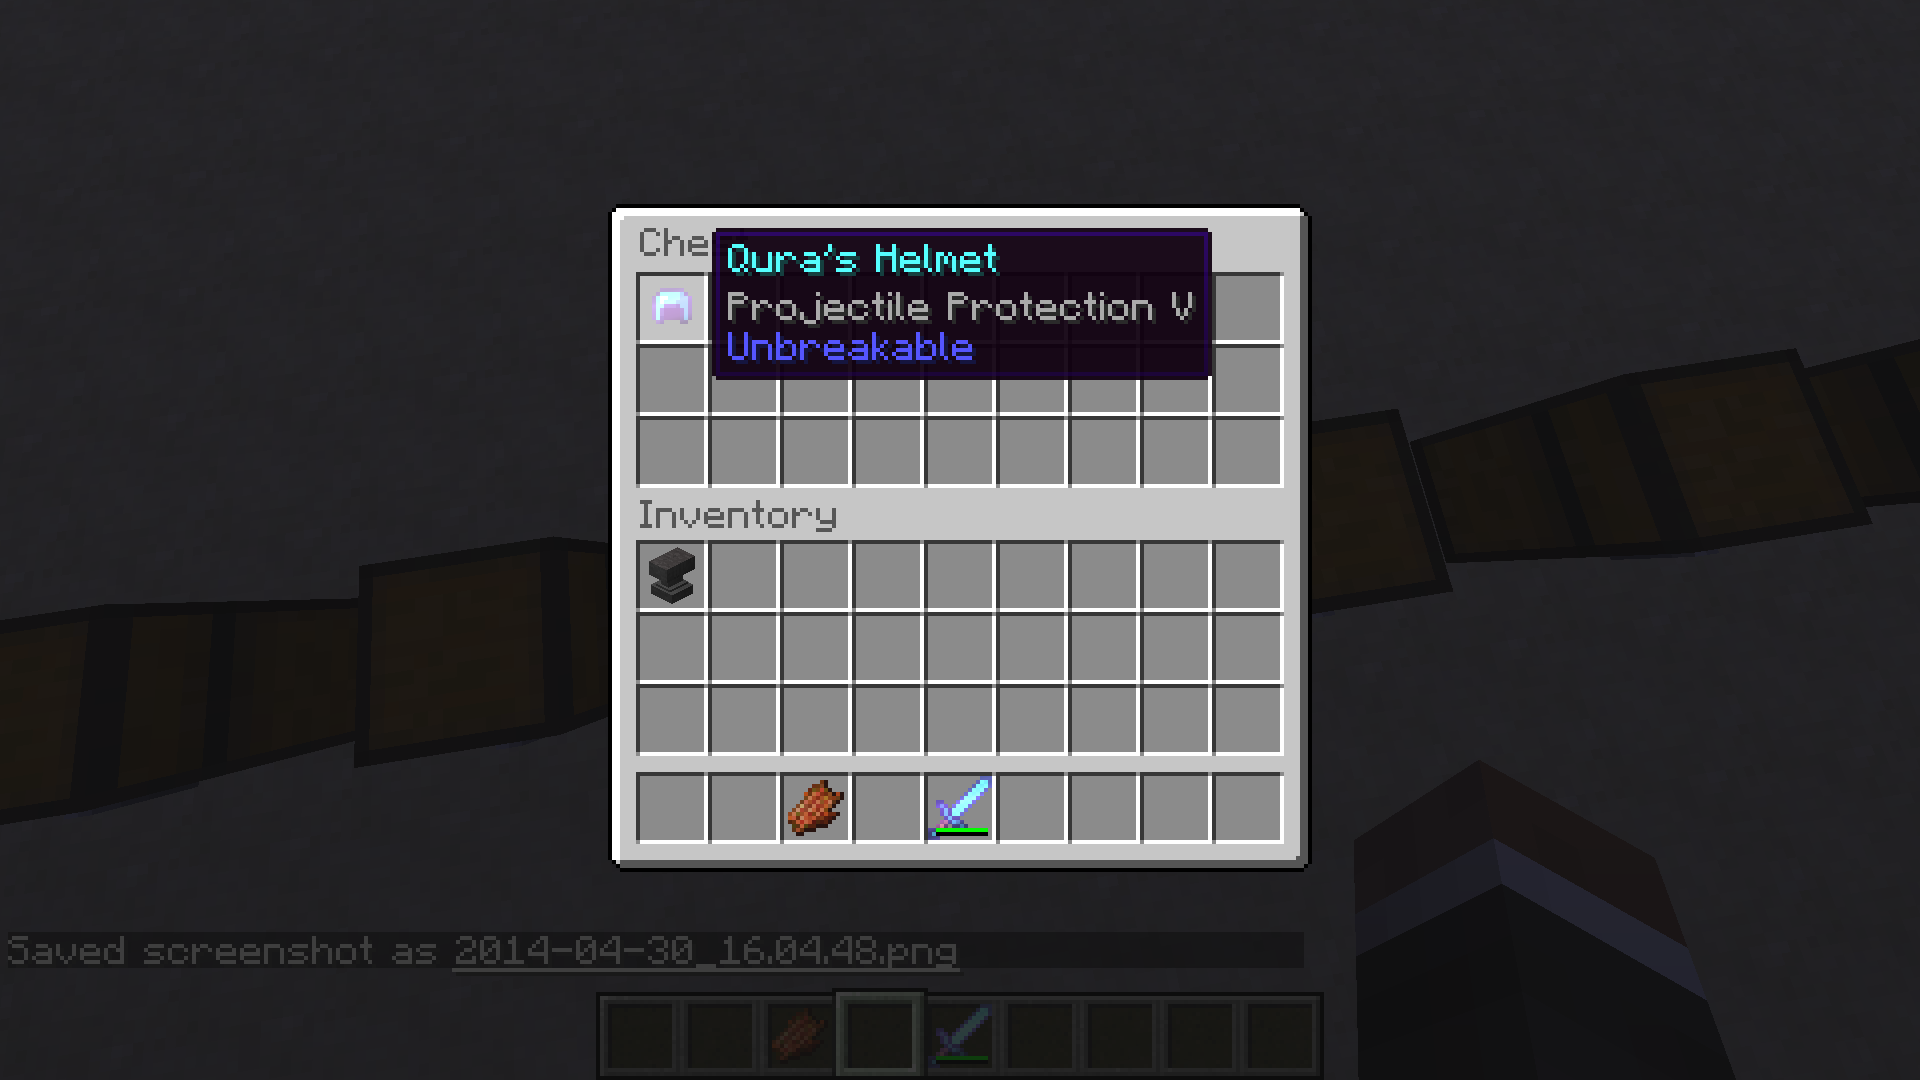 Che
Qura's Helmet
Projectile Protection V
Unbreakable
Inventory
Saved screenshot as 2014-04-30_16.04.48.png